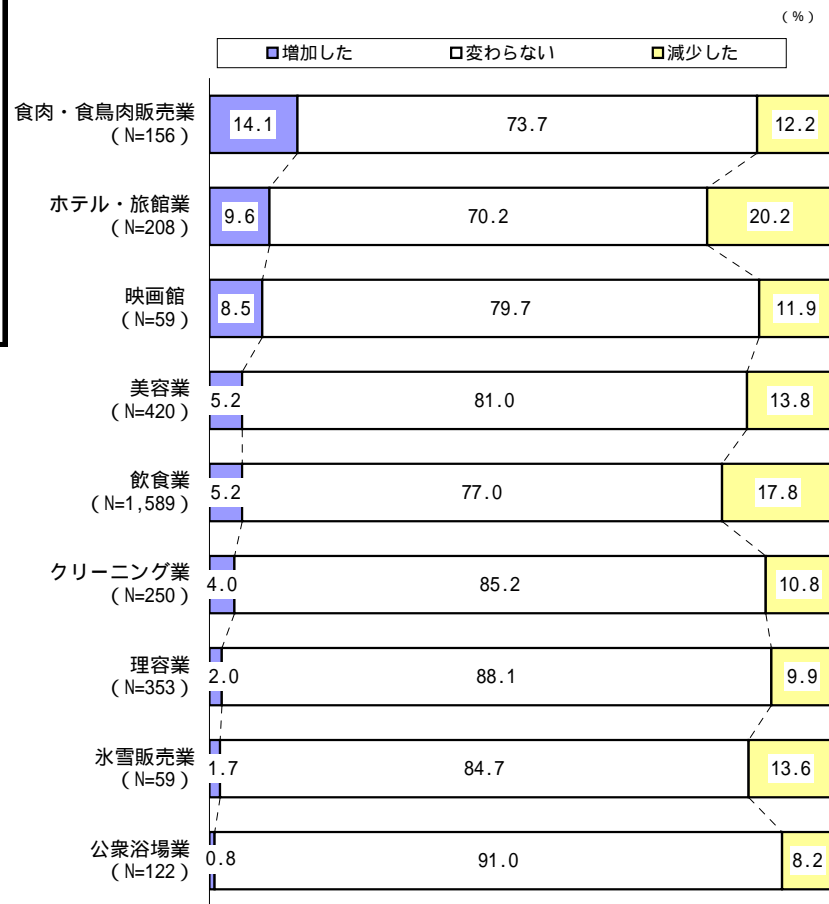 （％）
増加した 変わらない 減少した
食肉・食鳥肉販売業
（N=156）
14.1 73.7 12.2
ホテル・旅館業
（N=208）
9.6 70.2 20.2
映画館
（N=59）
8.5 79.7 11.9
美容業
（N=420）
5.2 81.0 13.8
飲食業
（N=1,589）
5.2 77.0 17.8
クリーニング業
（N=250）
4.0 85.2 10.8
理容業
（N=353）
2.0 88.1 9.9
氷雪販売業
（N=59）
1.7 84.7 13.6
公衆浴場業
（N=122）
0.8 91.0 8.2